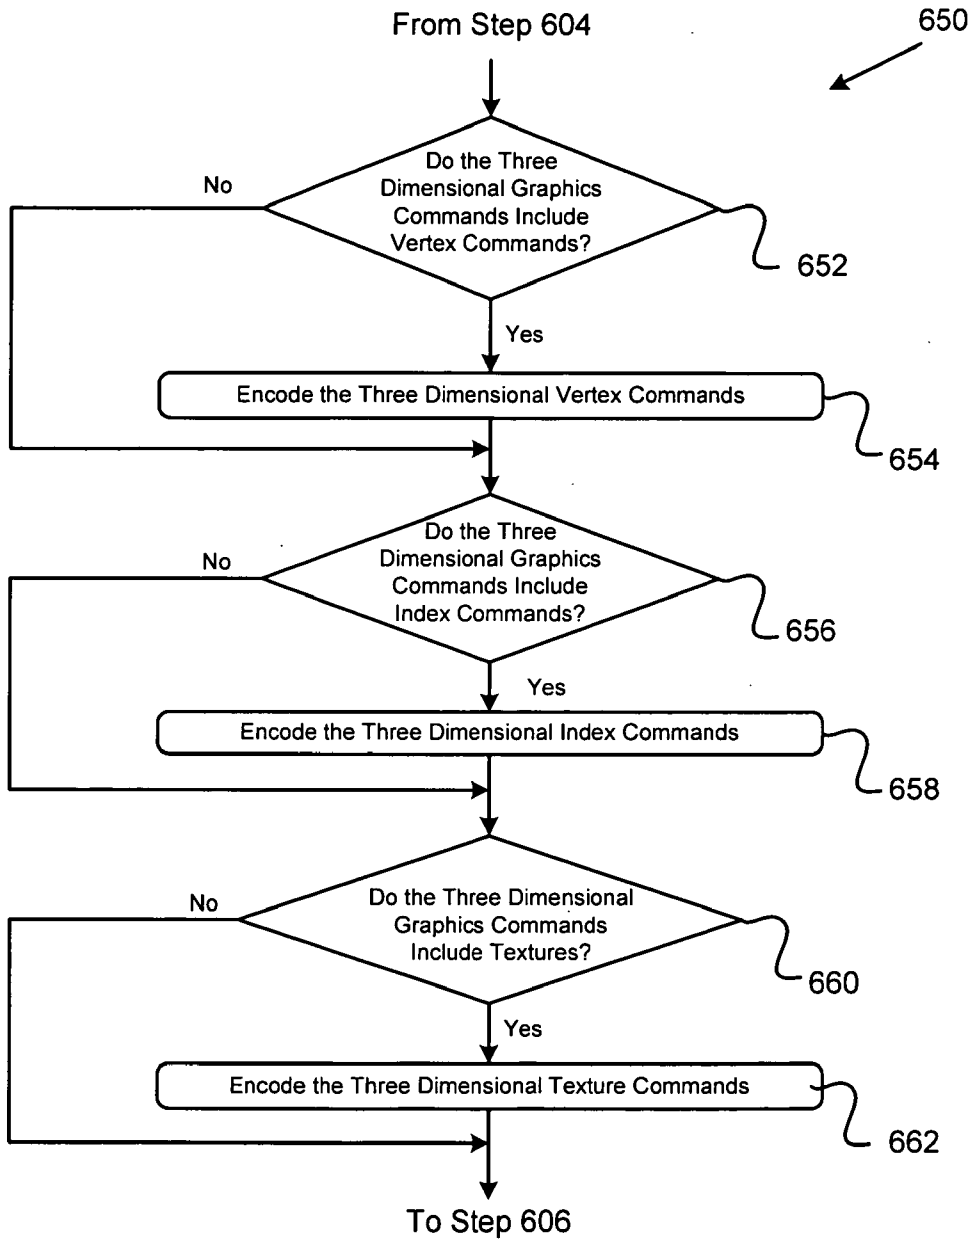 From Step 604
650
Do the Three
Dimensional Graphics
Commands Include
Vertex Commands?
No
652
Yes
Encode the Three Dimensional Vertex Commands
654
Do the Three
Dimensional Graphics
Commands Include
Index Commands?
No
656
Yes
Encode the Three Dimensional Index Commands
658
Do the Three Dimensional
Graphics Commands
Include Textures?
No
660
Yes
Encode the Three Dimensional Texture Commands
662
To Step 606